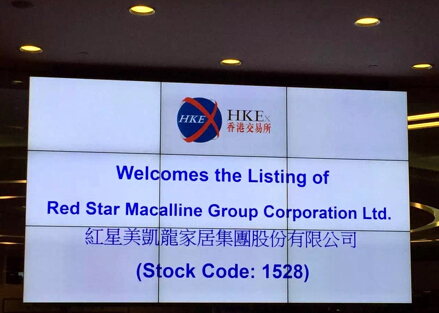 HKEx
HKEx
香港交易所
Welcomes the Listing of
Red Star Macalline Group Corporation Ltd.
紅星美凱龍家居集團股份有限公司
(Stock Code: 1528)